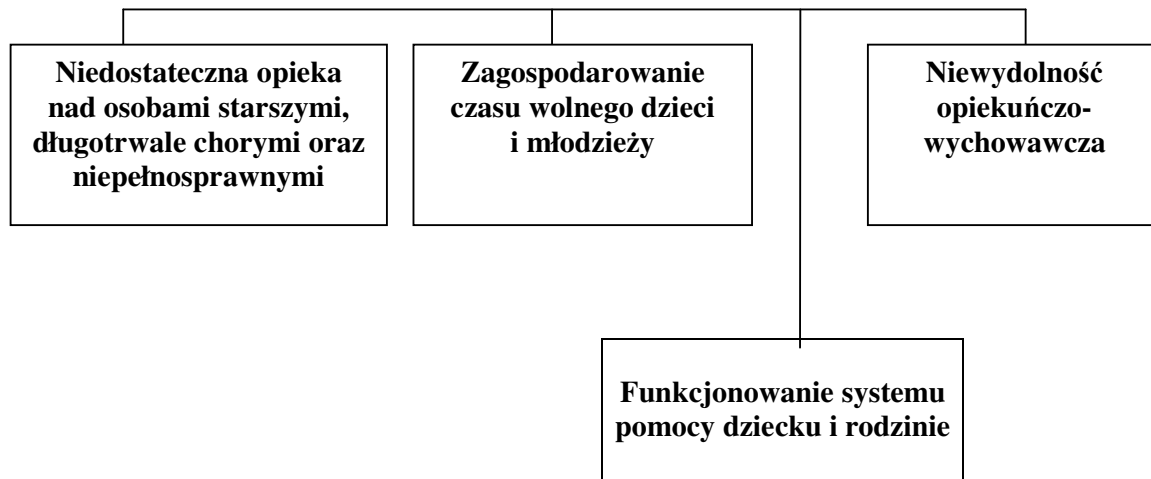 Niedostateczna opieka
nad osobami starszymi,
długotrwale chorymi oraz
niepełnosprawnymi
Zagospodarowanie
czasu wolnego dzieci
i młodzieży
Niewydolność
opiekuńczo-
wychowawcza
Funkcjonowanie systemu
pomocy dziecku i rodzinie